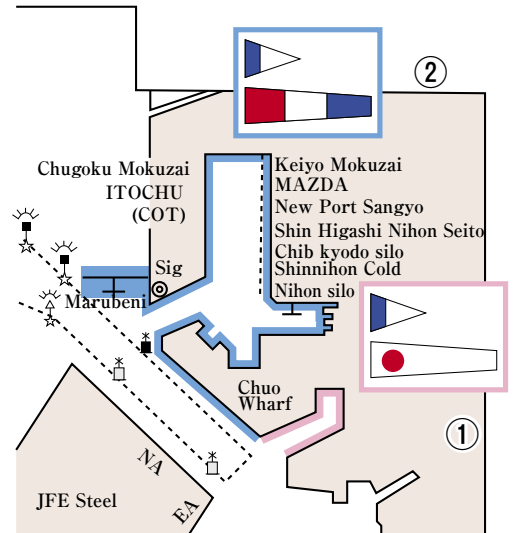 ②
Chugoku Mokuzai
ITOCHU
(COT)
Keiyo Mokuzai
MAZDA
New Port Sangyo
Shin Higashi Nihon Seito
Chib kyodo silo
Shinnihon Cold
Nihon silo
Sig
Marubeni
Chuo
Wharf
①
NA
EA
JFE Steel